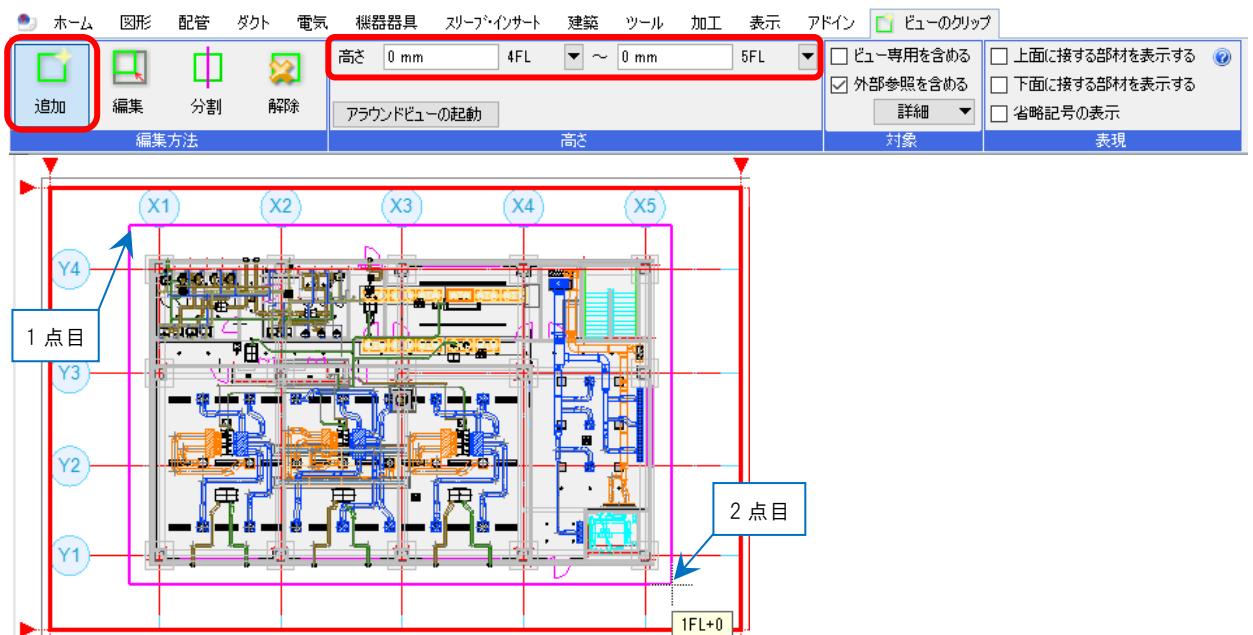 ホーム 図形 配管 ダクト 電気 機器器具 スリーブ・インサート 建築 ツール 加工 表示 アドイン ビューのクリップ
高さ 0 mm 4FL ～ 0 mm 5FL
ビュー専用を含める
上面に接する部材を表示する
外部参照を含める
下面に接する部材を表示する
追加 編集 分割 解除
アラウンドビューの起動
詳細
省略記号の表示
編集方法 高さ 対象 表現
X1 X2 X3 X4 X5
Y4
1点目
Y3
Y2
2点目
Y1
1FL+0